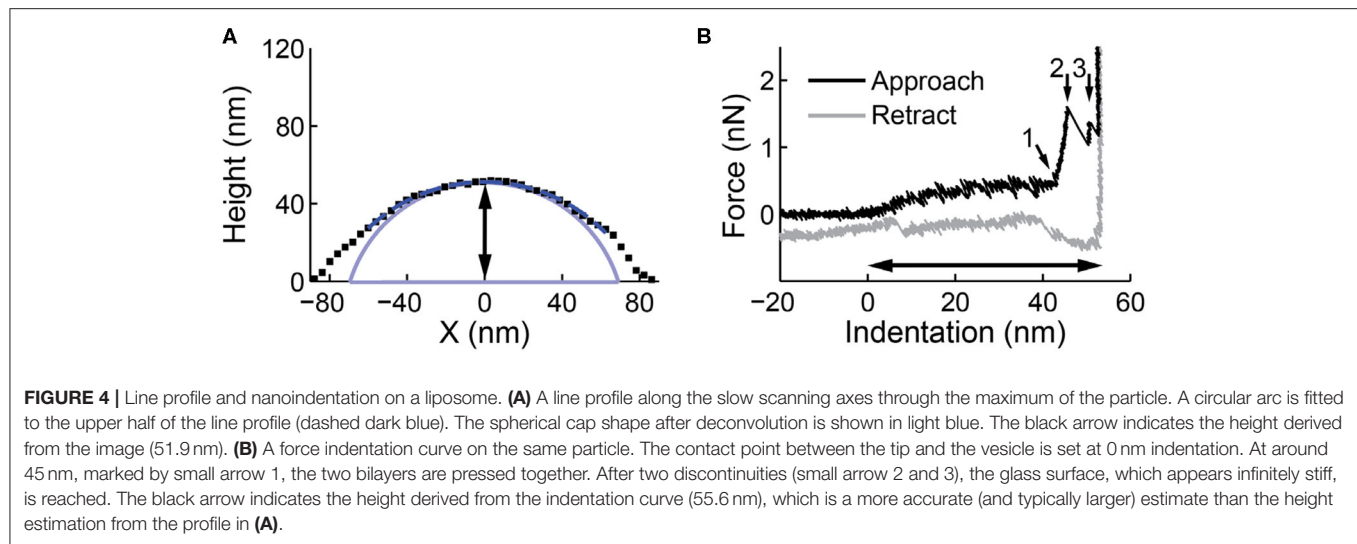 A
120
80
40
0
Height (nm)
−80 −40 0 40 80
X (nm)
B
2
1
0
Force (nN)
Approach
Retract
1
2 3
−20 0 20 40 60
Indentation (nm)
FIGURE 4 | Line profile and nanoindentation on a liposome. (A) A line profile along the slow scanning axes through the maximum of the particle. A circular arc is fitted
to the upper half of the line profile (dashed dark blue). The spherical cap shape after deconvolution is shown in light blue. The black arrow indicates the height derived
from the image (51.9 nm). (B) A force indentation curve on the same particle. The contact point between the tip and the vesicle is set at 0 nm indentation. At around
45 nm, marked by small arrow 1, the two bilayers are pressed together. After two discontinuities (small arrow 2 and 3), the glass surface, which appears infinitely stiff,
is reached. The black arrow indicates the height derived from the indentation curve (55.6 nm), which is a more accurate (and typically larger) estimate than the height
estimation from the profile in (A).